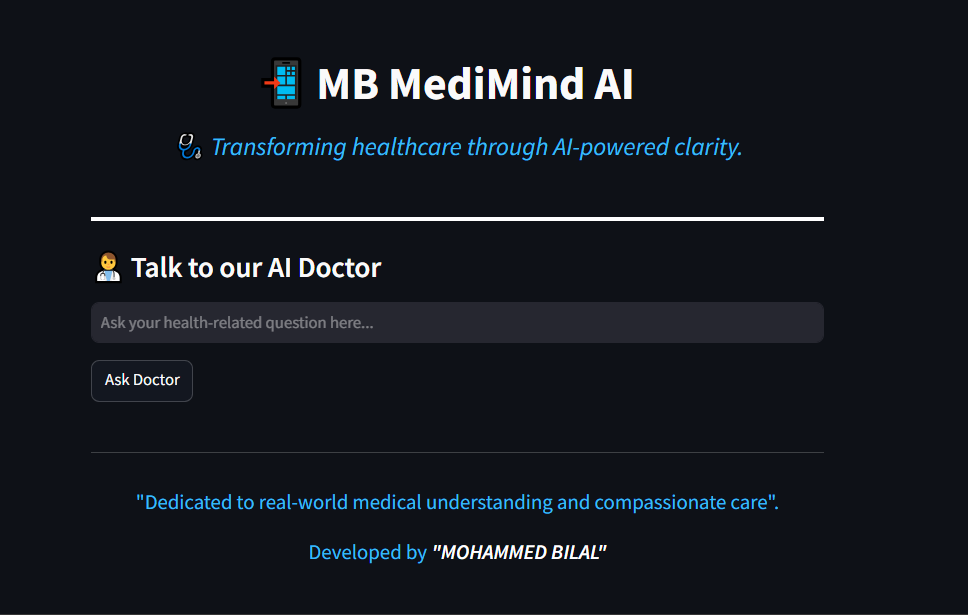 MB MediMind AI
Transforming healthcare through AI-powered clarity.
Talk to our AI Doctor
Ask your health-related question here...
Ask Doctor
"Dedicated to real-world medical understanding and compassionate care".
Developed by "MOHAMMED BILAL"